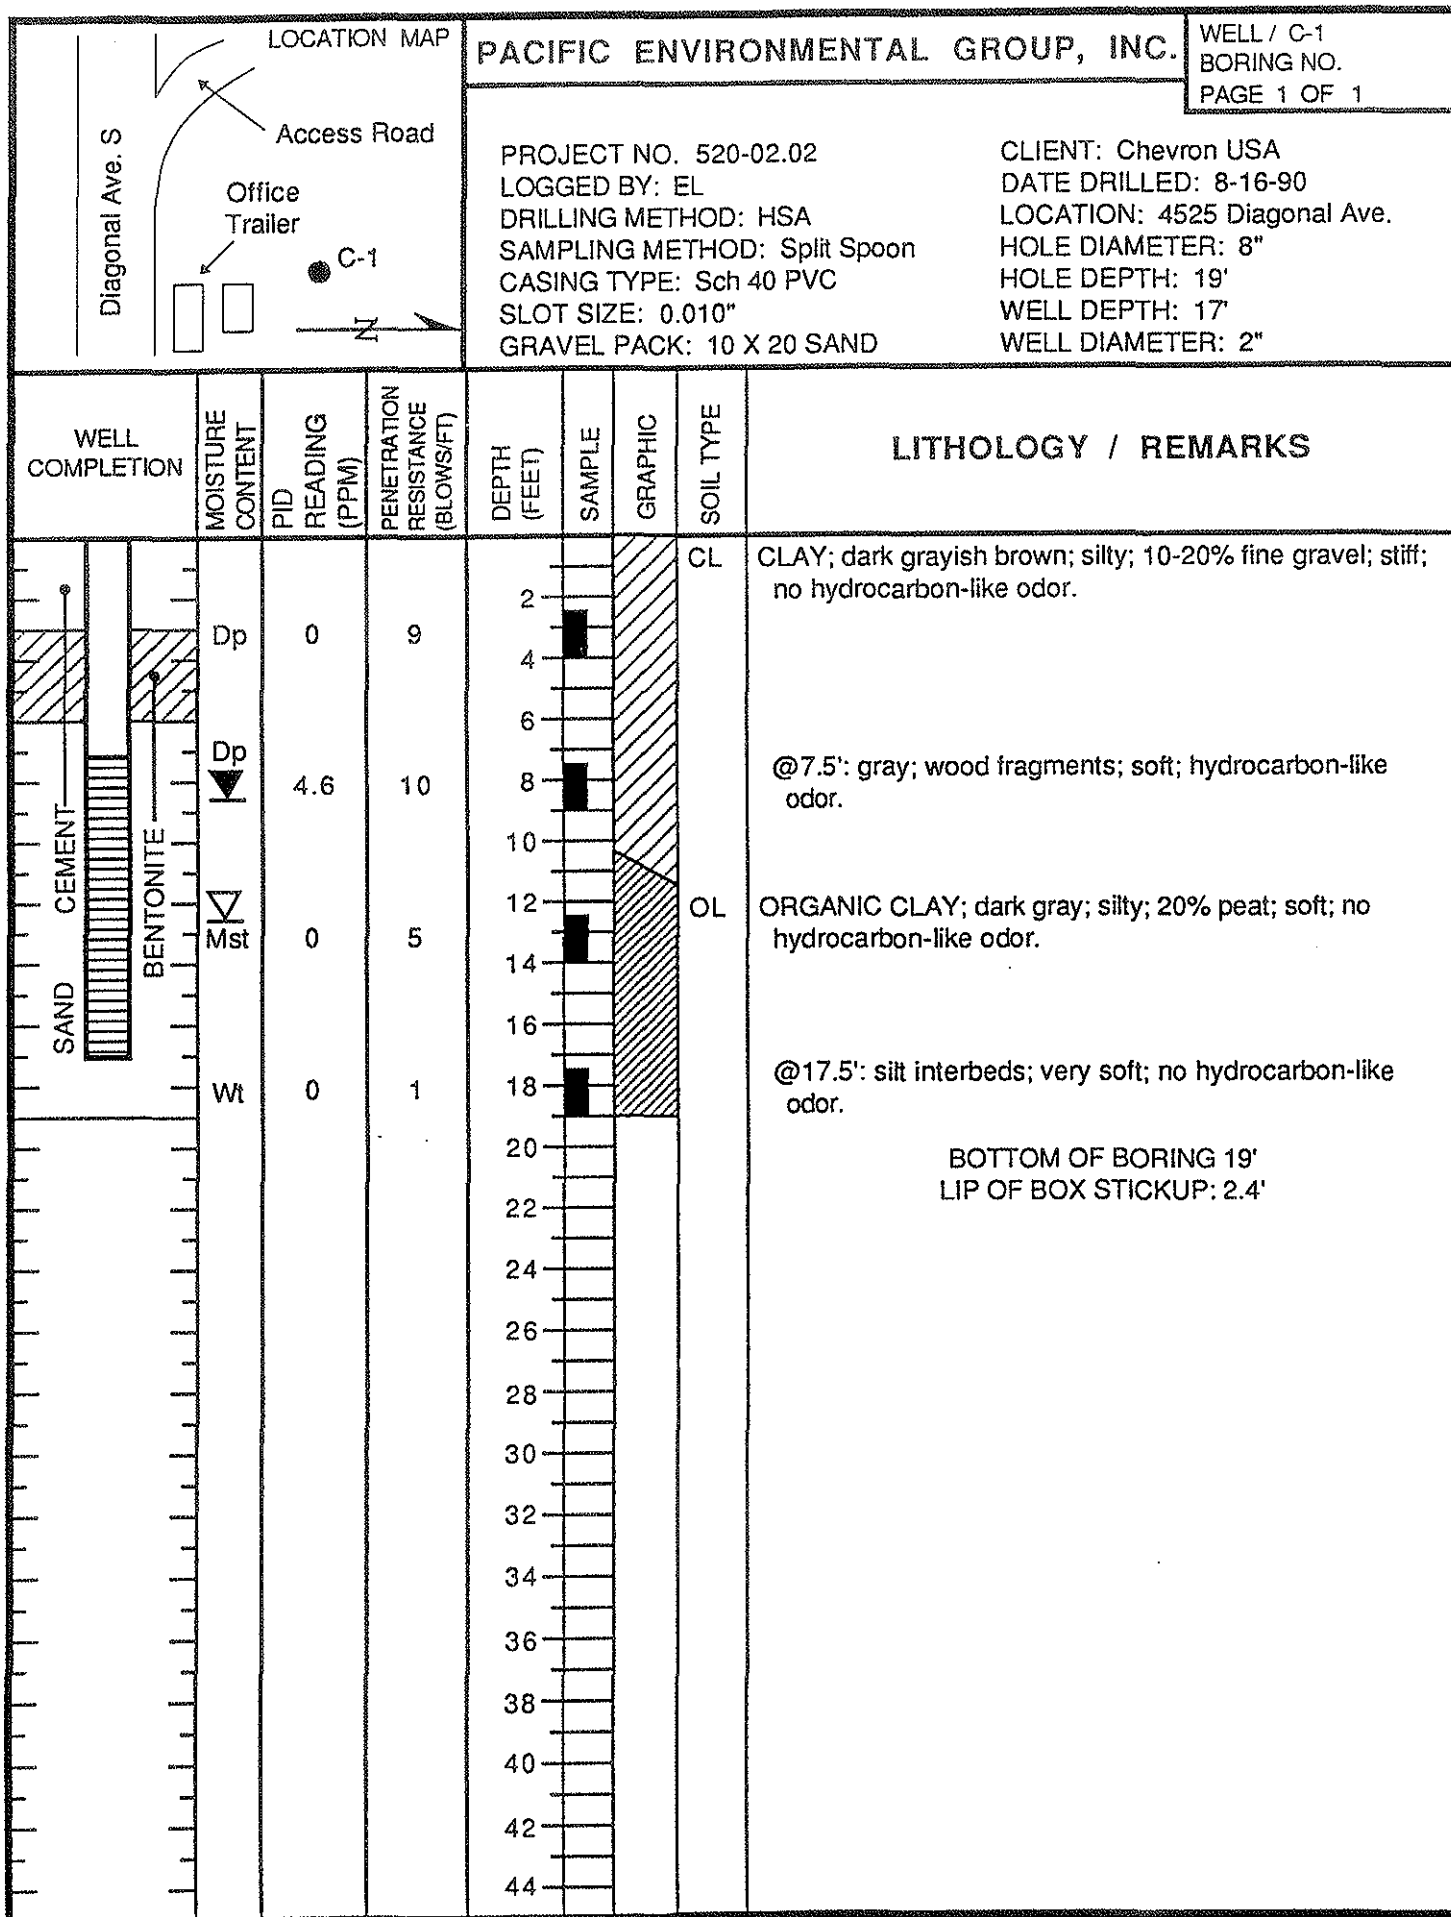 LOCATION MAP
Access Road
Diagonal Ave. S
Office
Trailer
C-1
N
PACIFIC ENVIRONMENTAL GROUP, INC.
WELL / C-1
BORING NO.
PAGE 1 OF 1
PROJECT NO. 520-02.02
LOGGED BY: EL
DRILLING METHOD: HSA
SAMPLING METHOD: Split Spoon
CASING TYPE: Sch 40 PVC
SLOT SIZE: 0.010"
GRAVEL PACK: 10 X 20 SAND
CLIENT: Chevron USA
DATE DRILLED: 8-16-90
LOCATION: 4525 Diagonal Ave.
HOLE DIAMETER: 8"
HOLE DEPTH: 19'
WELL DEPTH: 17'
WELL DIAMETER: 2"
WELL
COMPLETION
MOISTURE
CONTENT
PID
READING
(PPM)
PENETRATION
RESISTANCE
(BLOWS/FT)
DEPTH
(FEET)
SAMPLE
GRAPHIC
SOIL TYPE
LITHOLOGY / REMARKS
CL CLAY; dark grayish brown; silty; 10-20% fine gravel; stiff;
no hydrocarbon-like odor.
2
Dp 0 9
4
6
Dp
4.6 10 8
@7.5': gray; wood fragments; soft; hydrocarbon-like
odor.
10
SAND CEMENT
BENTONITE
12
OL ORGANIC CLAY; dark gray; silty; 20% peat; soft; no
hydrocarbon-like odor.
Mst 0 5
14
16
@17.5': silt interbeds; very soft; no hydrocarbon-like
odor.
Wt 0 1 18
20
BOTTOM OF BORING 19'
LIP OF BOX STICKUP: 2.4'
22
24
26
28
30
32
34
36
38
40
42
44